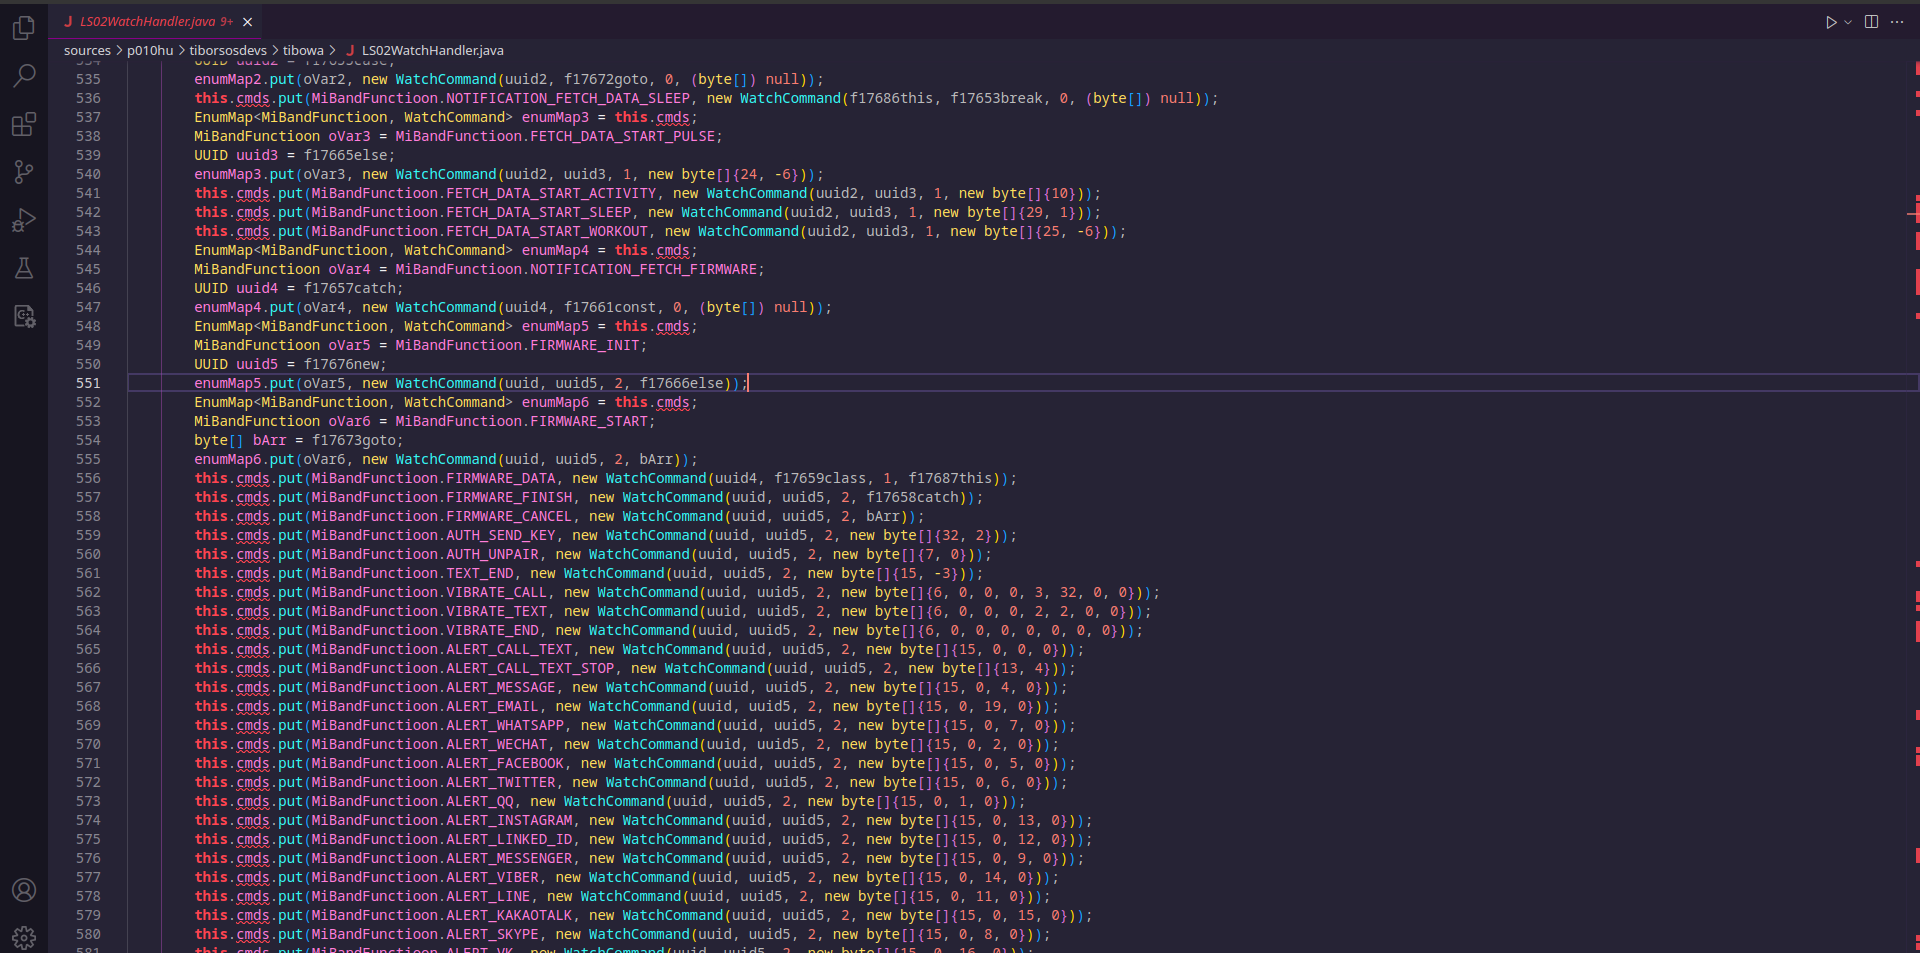 LS02WatchHandler.java 9+
sources > p010hu > tiborsosdevs > tibowa > J LS02WatchHandler.java
535 enumMap2.put(oVar2, new WatchCommand(uuid2, f17672goto, 0, (byte[]) null));
536 this.cmds.put(MiBandFunctioon.NOTIFICATION_FETCH_DATA_SLEEP, new WatchCommand(f17686this, f17653break, 0, (byte[]) null));
537 EnumMap<MiBandFunctioon, WatchCommand> enumMap3 = this.cmds;
538 MiBandFunctioon oVar3 = MiBandFunctioon.FETCH_DATA_START_PULSE;
539 UUID uuid3 = f17665else;
540 enumMap3.put(oVar3, new WatchCommand(uuid2, uuid3, 1, new byte[]{24, -6}));
541 this.cmds.put(MiBandFunctioon.FETCH_DATA_START_ACTIVITY, new WatchCommand(uuid2, uuid3, 1, new byte[]{10}));
542 this.cmds.put(MiBandFunctioon.FETCH_DATA_START_SLEEP, new WatchCommand(uuid2, uuid3, 1, new byte[]{29, 1}));
543 this.cmds.put(MiBandFunctioon.FETCH_DATA_START_WORKOUT, new WatchCommand(uuid2, uuid3, 1, new byte[]{25, -6}));
544 EnumMap<MiBandFunctioon, WatchCommand> enumMap4 = this.cmds;
545 MiBandFunctioon oVar4 = MiBandFunctioon.NOTIFICATION_FETCH_FIRMWARE;
546 UUID uuid4 = f17657catch;
547 enumMap4.put(oVar4, new WatchCommand(uuid4, f17661const, 0, (byte[]) null));
548 EnumMap<MiBandFunctioon, WatchCommand> enumMap5 = this.cmds;
549 MiBandFunctioon oVar5 = MiBandFunctioon.FIRMWARE_INIT;
550 UUID uuid5 = f17676new;
551 enumMap5.put(oVar5, new WatchCommand(uuid, uuid5, 2, f17666else));
552 EnumMap<MiBandFunctioon, WatchCommand> enumMap6 = this.cmds;
553 MiBandFunctioon oVar6 = MiBandFunctioon.FIRMWARE_START;
554 byte[] bArr = f17673goto;
555 enumMap6.put(oVar6, new WatchCommand(uuid, uuid5, 2, bArr));
556 this.cmds.put(MiBandFunctioon.FIRMWARE_DATA, new WatchCommand(uuid4, f17659class, 1, f17687this));
557 this.cmds.put(MiBandFunctioon.FIRMWARE_FINISH, new WatchCommand(uuid, uuid5, 2, f17658catch));
558 this.cmds.put(MiBandFunctioon.FIRMWARE_CANCEL, new WatchCommand(uuid, uuid5, 2, bArr));
559 this.cmds.put(MiBandFunctioon.AUTH_SEND_KEY, new WatchCommand(uuid, uuid5, 2, new byte[]{32, 2}));
560 this.cmds.put(MiBandFunctioon.AUTH_UNPAIR, new WatchCommand(uuid, uuid5, 2, new byte[]{7, 0}));
561 this.cmds.put(MiBandFunctioon.TEXT_END, new WatchCommand(uuid, uuid5, 2, new byte[]{15, -3}));
562 this.cmds.put(MiBandFunctioon.VIBRATE_CALL, new WatchCommand(uuid, uuid5, 2, new byte[]{6, 0, 0, 0, 3, 32, 0, 0}));
563 this.cmds.put(MiBandFunctioon.VIBRATE_TEXT, new WatchCommand(uuid, uuid5, 2, new byte[]{6, 0, 0, 0, 2, 2, 0, 0}));
564 this.cmds.put(MiBandFunctioon.VIBRATE_END, new WatchCommand(uuid, uuid5, 2, new byte[]{6, 0, 0, 0, 0, 0, 0, 0}));
565 this.cmds.put(MiBandFunctioon.ALERT_CALL_TEXT, new WatchCommand(uuid, uuid5, 2, new byte[]{15, 0, 0, 0}));
566 this.cmds.put(MiBandFunctioon.ALERT_CALL_TEXT_STOP, new WatchCommand(uuid, uuid5, 2, new byte[]{13, 4}));
567 this.cmds.put(MiBandFunctioon.ALERT_MESSAGE, new WatchCommand(uuid, uuid5, 2, new byte[]{15, 0, 4, 0}));
568 this.cmds.put(MiBandFunctioon.ALERT_EMAIL, new WatchCommand(uuid, uuid5, 2, new byte[]{15, 0, 19, 0}));
569 this.cmds.put(MiBandFunctioon.ALERT_WHATSAPP, new WatchCommand(uuid, uuid5, 2, new byte[]{15, 0, 7, 0}));
570 this.cmds.put(MiBandFunctioon.ALERT_WECHAT, new WatchCommand(uuid, uuid5, 2, new byte[]{15, 0, 2, 0}));
571 this.cmds.put(MiBandFunctioon.ALERT_FACEBOOK, new WatchCommand(uuid, uuid5, 2, new byte[]{15, 0, 5, 0}));
572 this.cmds.put(MiBandFunctioon.ALERT_TWITTER, new WatchCommand(uuid, uuid5, 2, new byte[]{15, 0, 6, 0}));
573 this.cmds.put(MiBandFunctioon.ALERT_QQ, new WatchCommand(uuid, uuid5, 2, new byte[]{15, 0, 1, 0}));
574 this.cmds.put(MiBandFunctioon.ALERT_INSTAGRAM, new WatchCommand(uuid, uuid5, 2, new byte[]{15, 0, 13, 0}));
575 this.cmds.put(MiBandFunctioon.ALERT_LINKED_ID, new WatchCommand(uuid, uuid5, 2, new byte[]{15, 0, 12, 0}));
576 this.cmds.put(MiBandFunctioon.ALERT_MESSENGER, new WatchCommand(uuid, uuid5, 2, new byte[]{15, 0, 9, 0}));
577 this.cmds.put(MiBandFunctioon.ALERT_VIBER, new WatchCommand(uuid, uuid5, 2, new byte[]{15, 0, 14, 0}));
578 this.cmds.put(MiBandFunctioon.ALERT_LINE, new WatchCommand(uuid, uuid5, 2, new byte[]{15, 0, 11, 0}));
579 this.cmds.put(MiBandFunctioon.ALERT_KAKAOTALK, new WatchCommand(uuid, uuid5, 2, new byte[]{15, 0, 15, 0}));
580 this.cmds.put(MiBandFunctioon.ALERT_SKYPE, new WatchCommand(uuid, uuid5, 2, new byte[]{15, 0, 8, 0}));